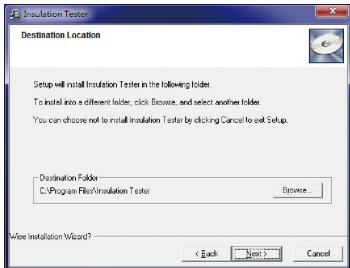 Insulation Tester
Destination Location
Setup will install Insulation Tester in the following folder.
To install into a different folder, click Browse, and select another folder.
You can choose not to install Insulation Tester by clicking Cancel to exit Setup.
Destination Folder
C:\Program Files\Insulation Tester
Browse...
Wise Installation Wizard?
< Back
Next >
Cancel